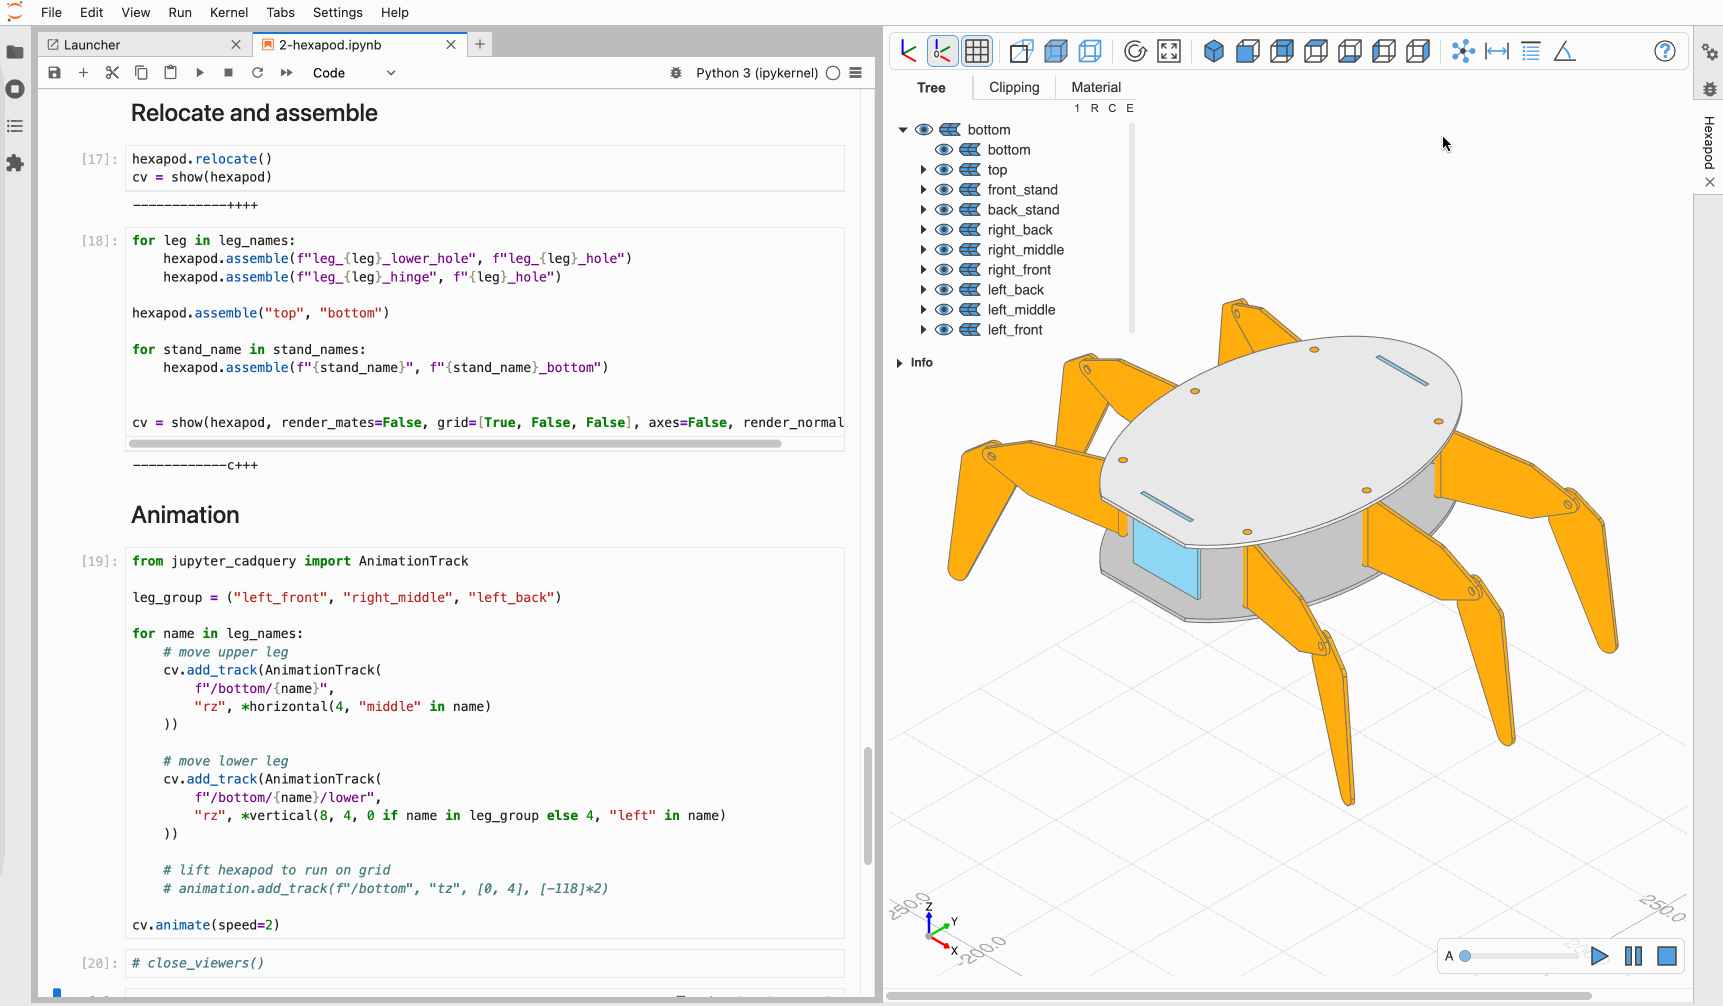 File Edit View Run Kernel Tabs Settings Help
Launcher
2-hexapod.ipynb
Code
Python 3 (ipykernel)
Relocate and assemble
[17]:
hexapod.relocate()
cv = show(hexapod)
------------++++
[18]:
for leg in leg_names:
    hexapod.assemble(f"leg_{leg}_lower_hole", f"leg_{leg}_hole")
    hexapod.assemble(f"leg_{leg}_hinge", f"{leg}_hole")
hexapod.assemble("top", "bottom")
for stand_name in stand_names:
    hexapod.assemble(f"{stand_name}", f"{stand_name}_bottom")
cv = show(hexapod, render_mates=False, grid=[True, False, False], axes=False, render_normal
------------c+++
Animation
[19]:
from jupyter_cadquery import AnimationTrack
leg_group = ("left_front", "right_middle", "left_back")
for name in leg_names:
    # move upper leg
    cv.add_track(AnimationTrack(
        f"/bottom/{name}",
        "rz", *horizontal(4, "middle" in name)
    ))
    # move lower leg
    cv.add_track(AnimationTrack(
        f"/bottom/{name}/lower",
        "rz", *vertical(8, 4, 0 if name in leg_group else 4, "left" in name)
    ))
    # lift hexapod to run on grid
    # animation.add_track(f"/bottom", "tz", [0, 4], [-118]*2)
cv.animate(speed=2)
[20]:
# close_viewers()
Tree
Clipping
Material
1 R C E
bottom
bottom
top
front_stand
back_stand
right_back
right_middle
right_front
left_back
left_middle
left_front
Info
Hexapod
Z
Y
X
-200.0
250.0
A